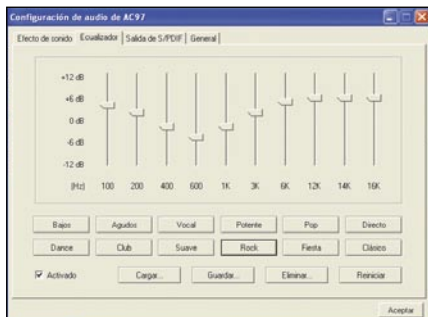 Configuración de audio de AC97
Efecto de sonido Ecualizador Salida de S/PDIF General
+12 dB
+6 dB
0 dB
-6 dB
-12 dB
[Hz] 100 200 400 600 1K 3K 6K 12K 14K 16K
Bajos Agudos Vocal Potente Pop Directo
Dance Club Suave Rock Fiesta Clásico
Activado Cargar... Guardar... Eliminar... Reiniciar
Aceptar